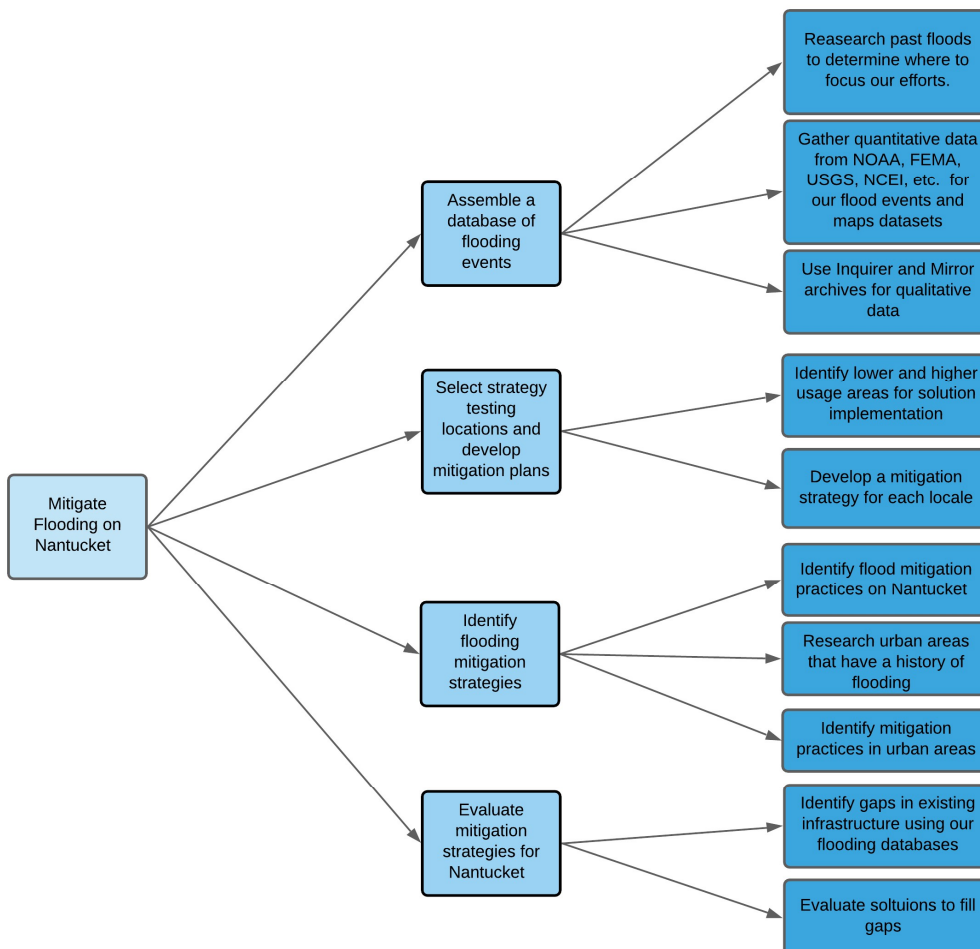 Mitigate
Flooding on
Nantucket
Assemble a
database of
flooding
events
Select strategy
testing
locations and
develop
mitigation plans
Identify
flooding
mitigation
strategies
Evaluate
mitigation
strategies for
Nantucket
Reasearch past floods
to determine where to
focus our efforts.
Gather quantitative data
from NOAA, FEMA,
USGS, NCEI, etc. for
our flood events and
maps datasets
Use Inquirer and Mirror
archives for qualitative
data
Identify lower and higher
usage areas for solution
implementation
Develop a mitigation
strategy for each locale
Identify flood mitigation
practices on Nantucket
Research urban areas
that have a history of
flooding
Identify mitigation
practices in urban areas
Identify gaps in existing
infrastructure using our
flooding databases
Evaluate soltuions to fill
gaps